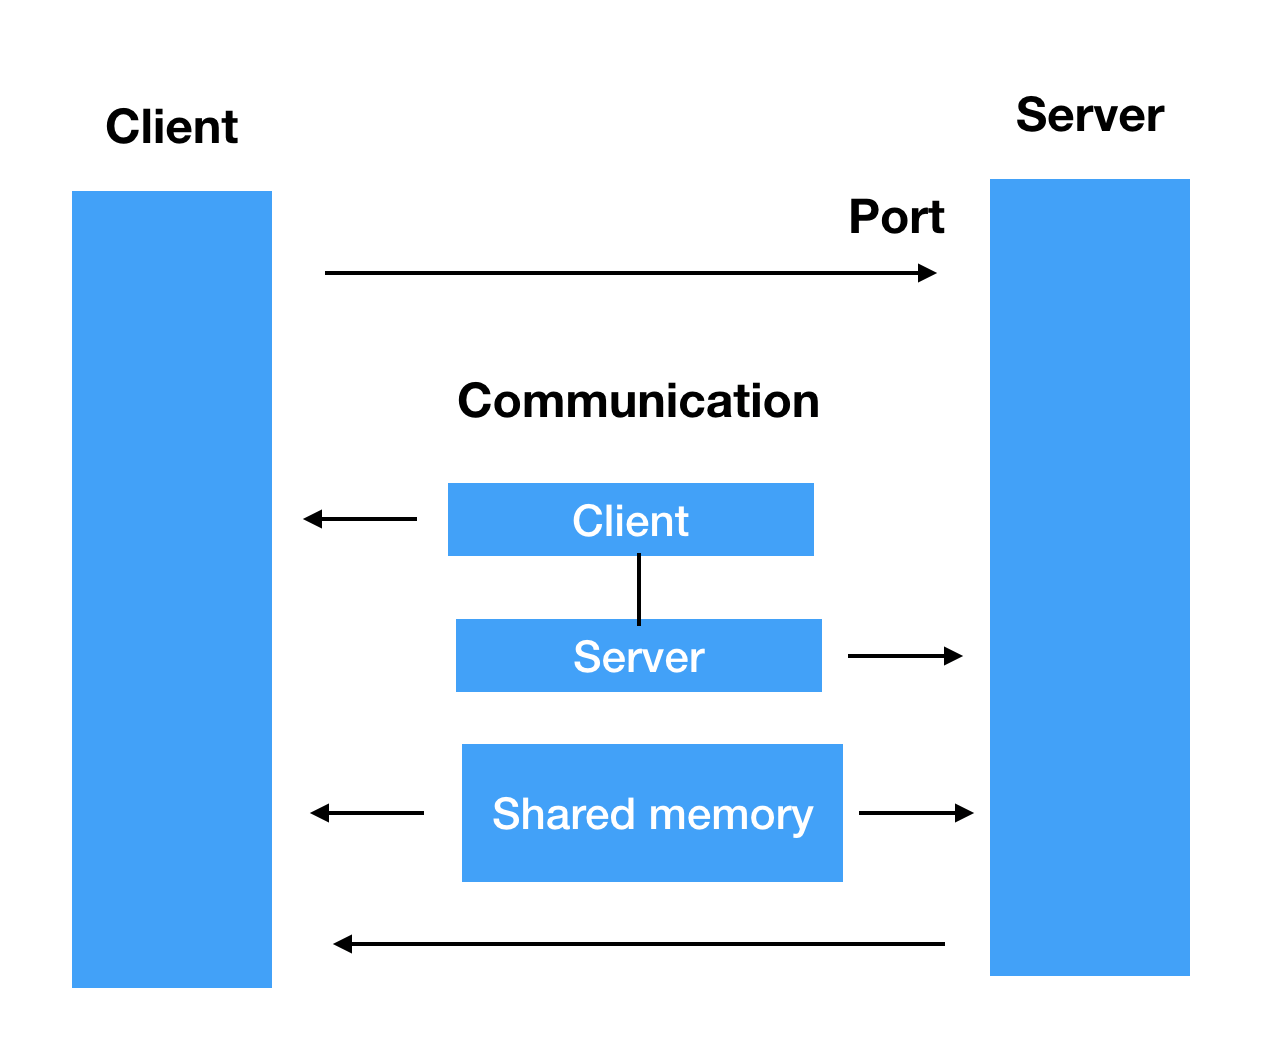 Client
Server
Port
Communication
Client
Server
Shared memory